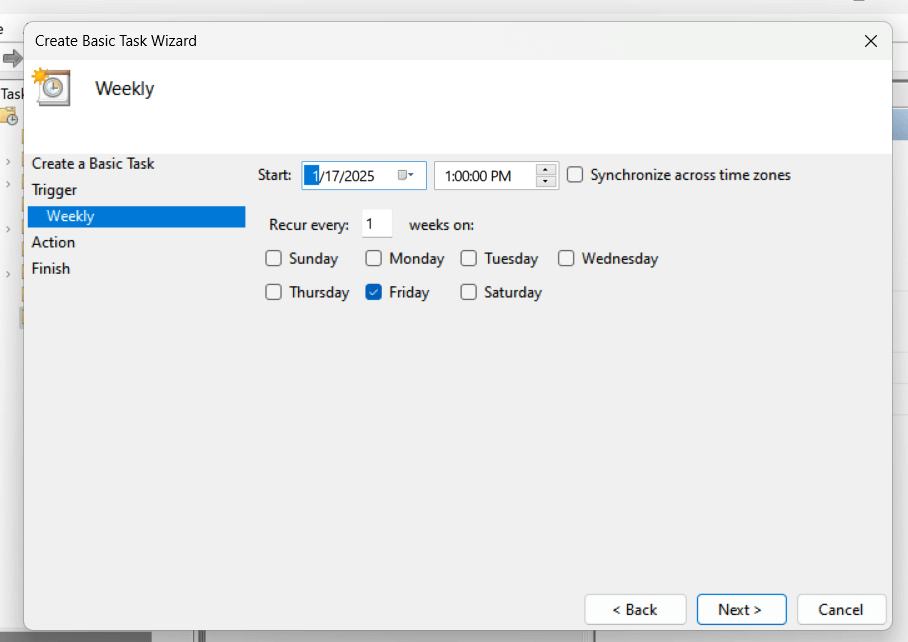 Create Basic Task Wizard
Weekly
Create a Basic Task
Trigger
Weekly
Action
Finish
Start: 1/17/2025 1:00:00 PM Synchronize across time zones
Recur every: 1 weeks on:
Sunday Monday Tuesday Wednesday
Thursday Friday Saturday
< Back Next > Cancel